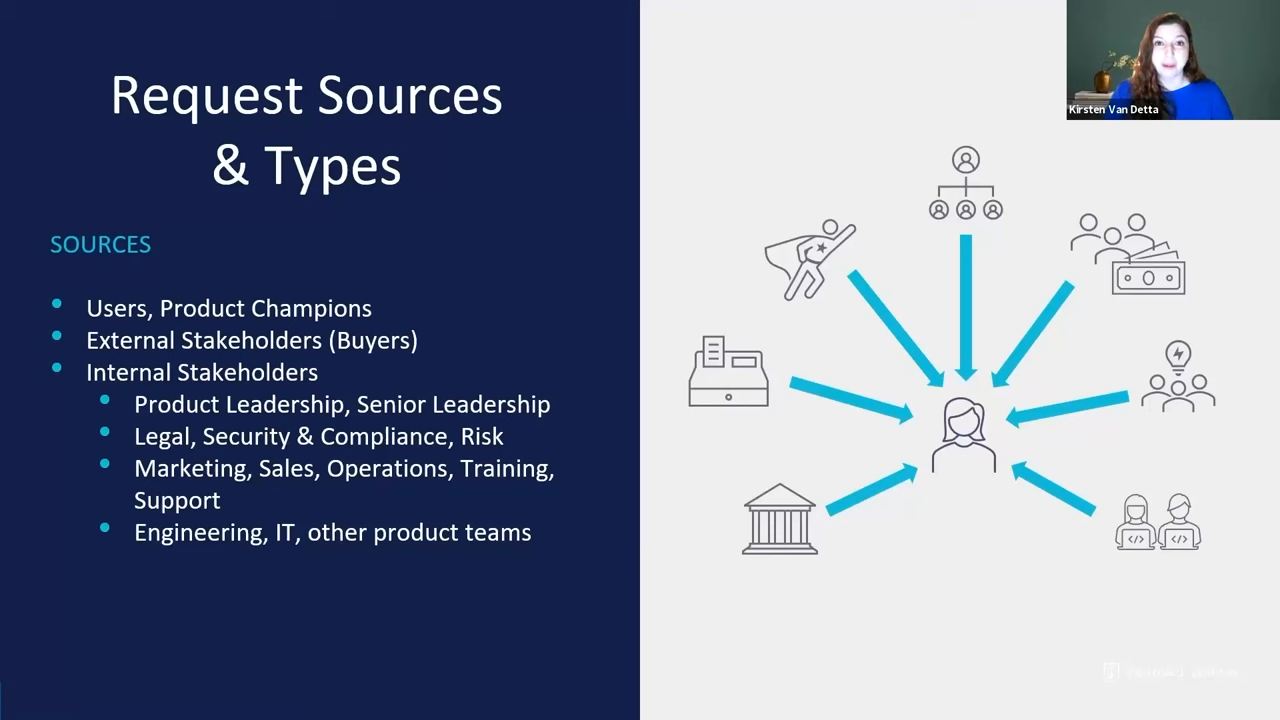 Request Sources
& Types
SOURCES
Users, Product Champions
External Stakeholders (Buyers)
Internal Stakeholders
Product Leadership, Senior Leadership
Legal, Security & Compliance, Risk
Marketing, Sales, Operations, Training,
Support
Engineering, IT, other product teams
Kirsten Van Detta